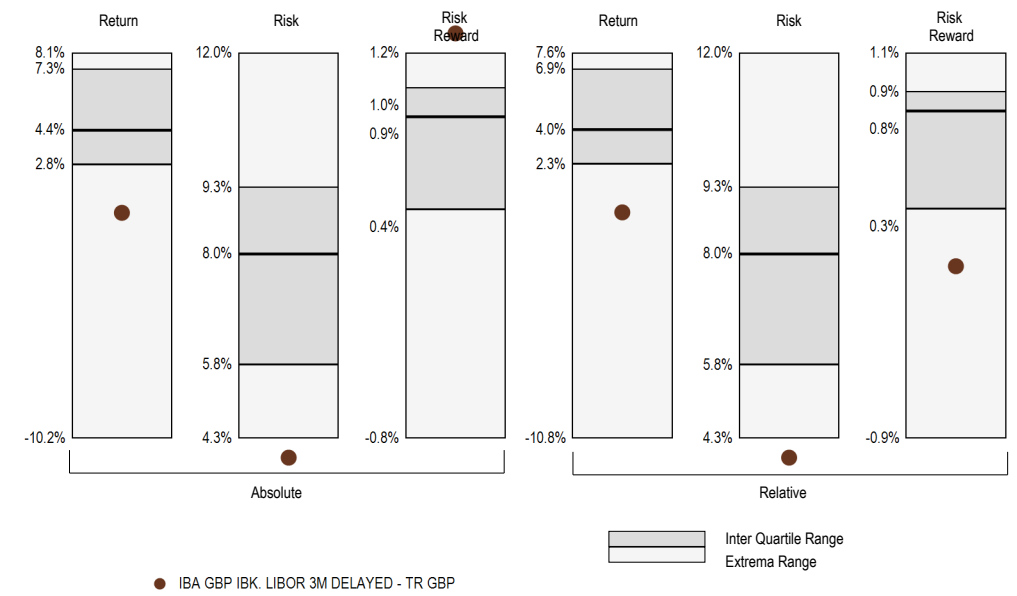 Return
Risk
Risk
Reward
Return
Risk
Risk
Reward
8.1%
7.3%
4.4%
2.8%
-10.2%
12.0%
9.3%
8.0%
5.8%
4.3%
1.2%
1.0%
0.9%
0.4%
-0.8%
7.6%
6.9%
4.0%
2.3%
-10.8%
12.0%
9.3%
8.0%
5.8%
4.3%
1.1%
0.9%
0.8%
0.3%
-0.9%
Absolute
Relative
Inter Quartile Range
Extrema Range
IBA GBP IBK. LIBOR 3M DELAYED - TR GBP